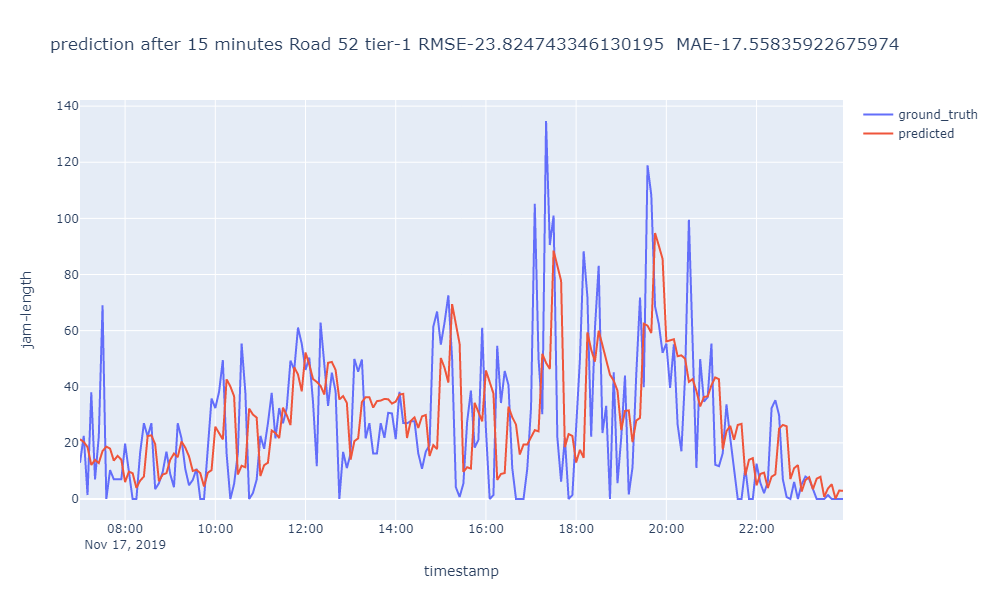 prediction after 15 minutes Road 52 tier-1 RMSE-23.824743346130195  MAE-17.55835922675974
ground_truth
predicted
140
120
100
80
60
40
20
0
jam-length
08:00 10:00 12:00 14:00 16:00 18:00 20:00 22:00
Nov 17, 2019
timestamp